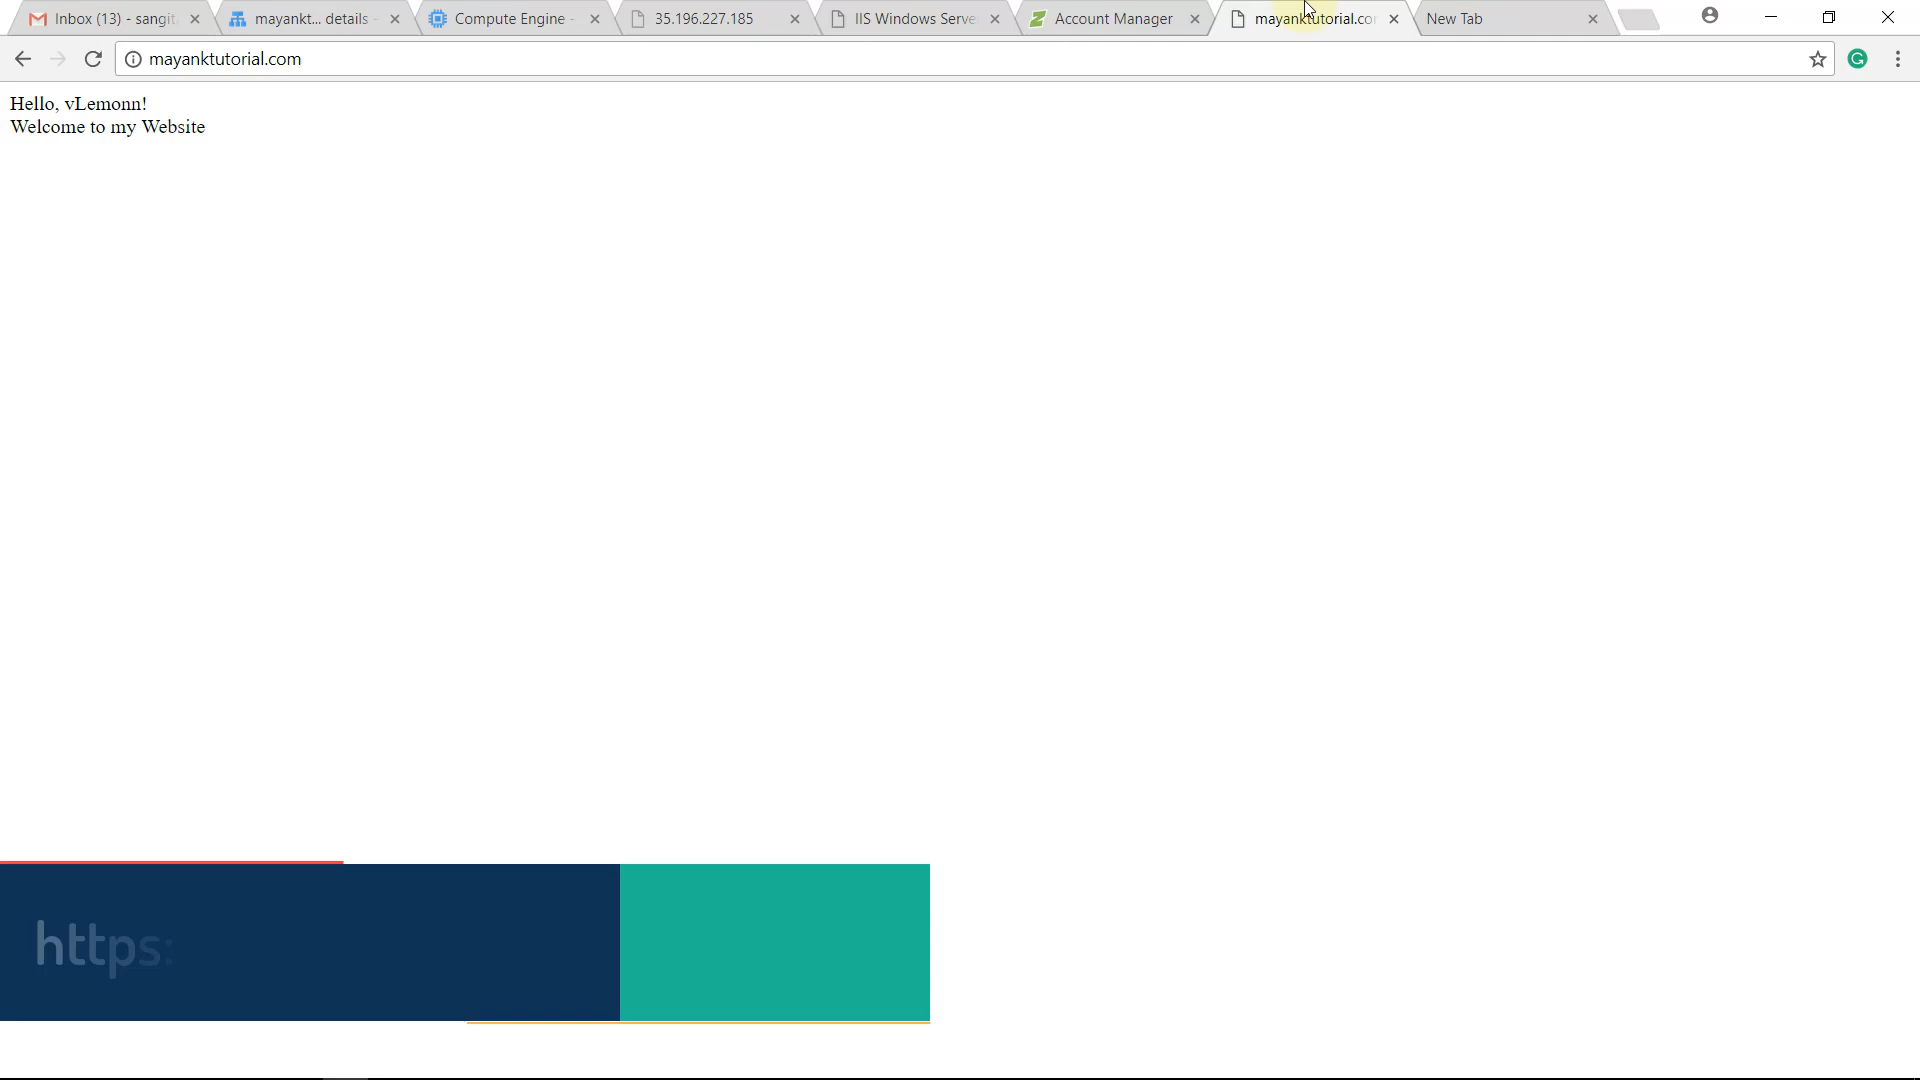 Inbox (13) - sangit
mayankt... details -
Compute Engine -
35.196.227.185
IIS Windows Serve
Account Manager
mayanktutorial.cor
New Tab
mayanktutorial.com
Hello, vLemonn!
Welcome to my Website
https: